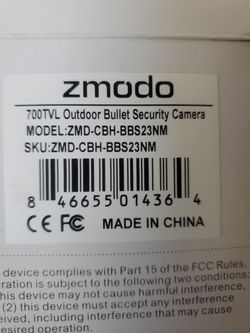 zmodo
700TVL Outdoor Bullet Security Camera
MODEL:ZMD-CBH-BBS23NM
SKU:ZMD-CBH-BBS23NM
8 46655 01436 4
CE FC MADE IN CHINA
device complies with Part 15 of the FCC Rules.
eration is subject to the following two conditions:
this device may not cause harmful interference,
(2) this device must accept any interference
eived, including interference that may cause
esired operation.